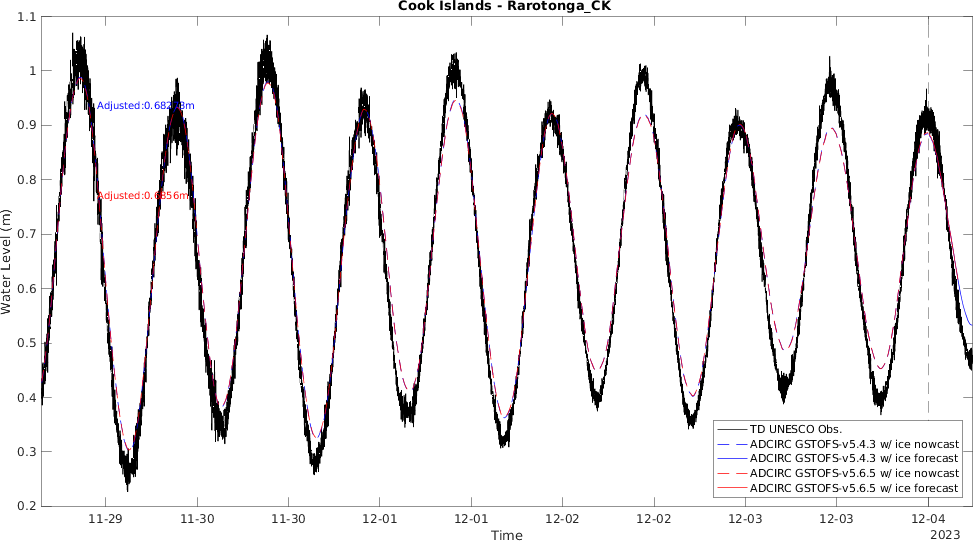 Cook Islands - Rarotonga_CK
1.1
1
0.9
0.8
0.7
0.6
0.5
0.4
0.3
0.2
Water Level (m)
Adjusted:0.6856m
TD UNESCO Obs.
ADCIRC GSTOFS-v5.4.3 w/ ice nowcast
ADCIRC GSTOFS-v5.4.3 w/ ice forecast
ADCIRC GSTOFS-v5.6.5 w/ ice nowcast
ADCIRC GSTOFS-v5.6.5 w/ ice forecast
11-29 11-30 11-30 12-01 12-01 12-02 12-02 12-03 12-03 12-04
Time
2023